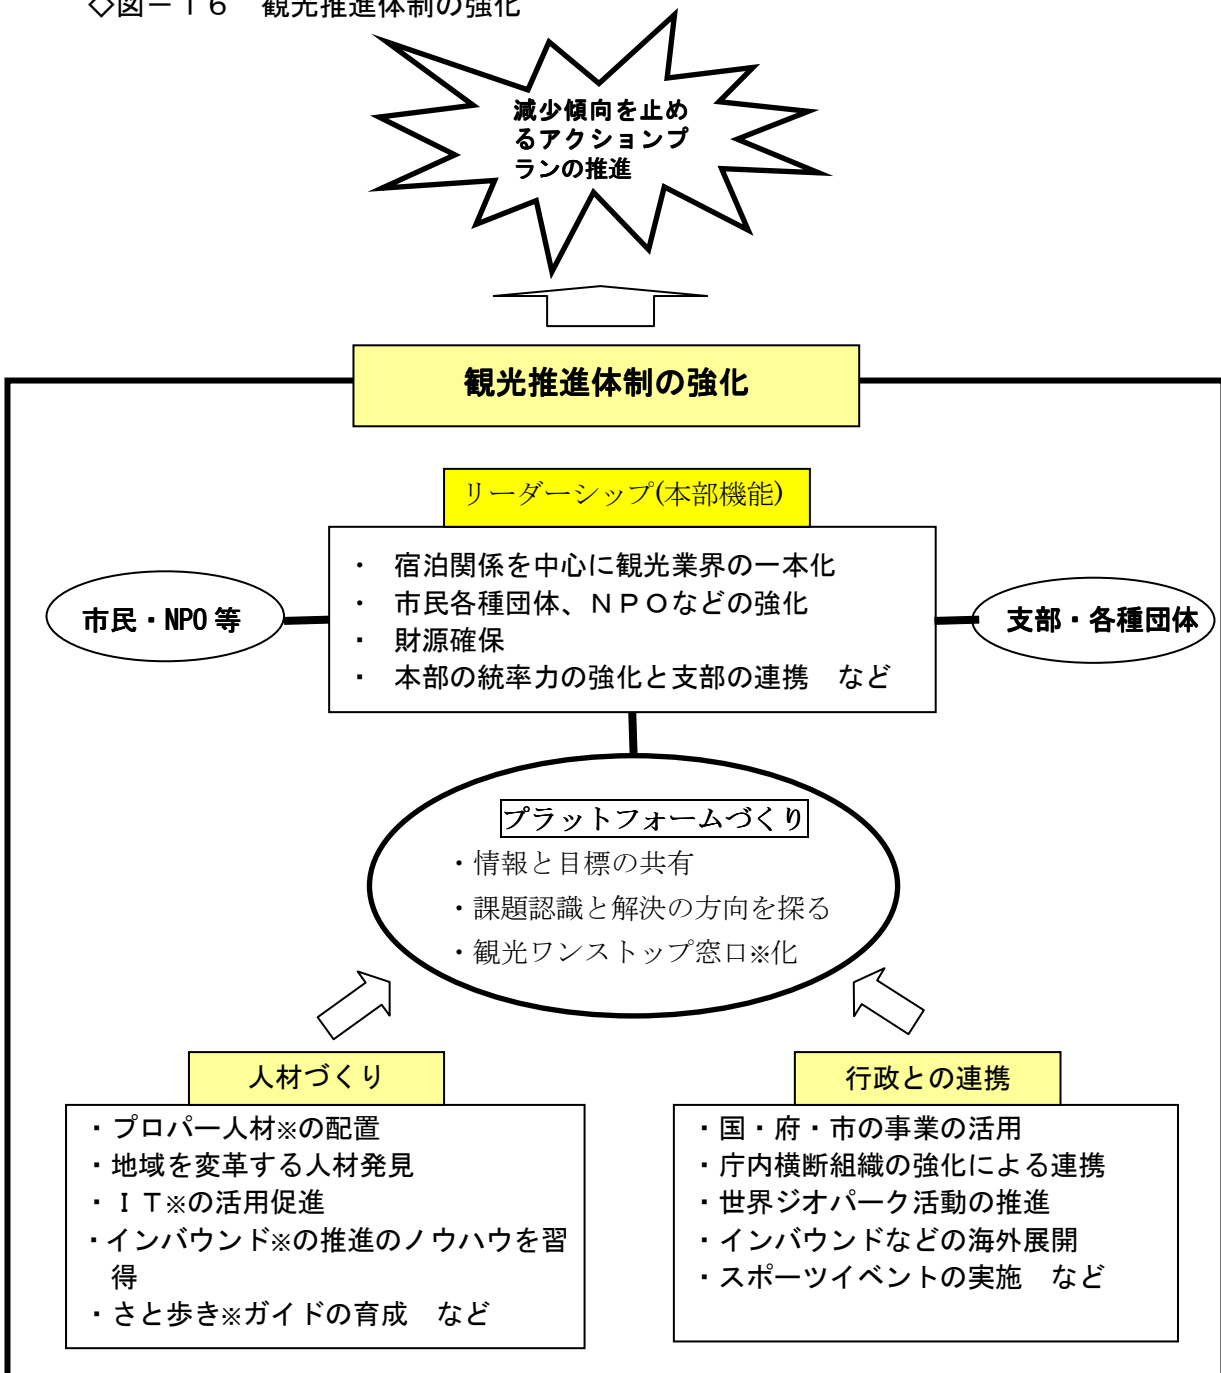 ◇図－１６　観光推進体制の強化
減少傾向を止め
るアクションプ
ランの推進
観光推進体制の強化
リーダーシップ(本部機能)
・　宿泊関係を中心に観光業界の一本化
・　市民各種団体、ＮＰＯなどの強化
・　財源確保
・　本部の統率力の強化と支部の連携　など
市民・NPO 等
支部・各種団体
プラットフォームづくり
・情報と目標の共有
・課題認識と解決の方向を探る
・観光ワンストップ窓口※化
人材づくり
・プロパー人材※の配置
・地域を変革する人材発見
・ＩＴ※の活用促進
・インバウンド※の推進のノウハウを習
得
・さと歩き※ガイドの育成　など
行政との連携
・国・府・市の事業の活用
・庁内横断組織の強化による連携
・世界ジオパーク活動の推進
・インバウンドなどの海外展開
・スポーツイベントの実施　など